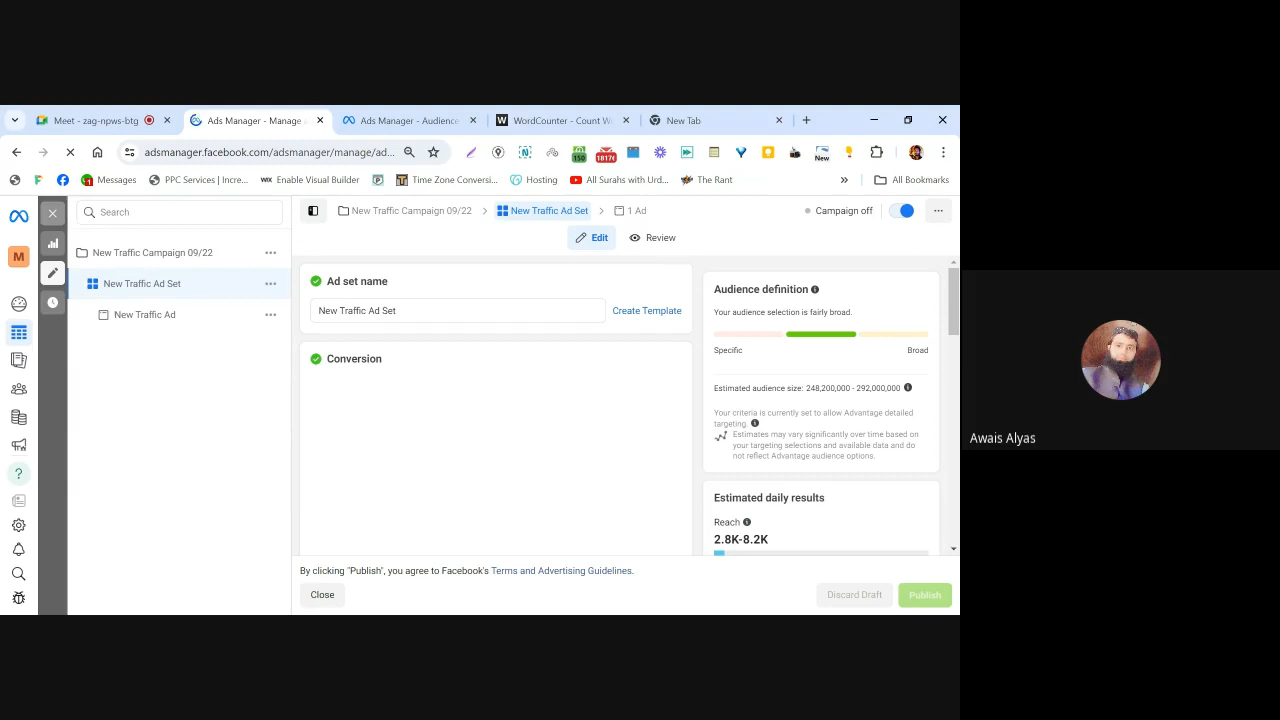 Meet - zag-npws-btg
Ads Manager - Manage
Ads Manager - Audience
WordCounter - Count W
New Tab
adsmanager.facebook.com/adsmanager/manage/ad...
150
18176
New
1
Messages
PPC Services | Incre...
WIX Enable Visual Builder
Time Zone Conversi...
Hosting
All Surahs with Urd...
The Rant
»
All Bookmarks
Search
New Traffic Campaign 09/22
New Traffic Ad Set
1 Ad
Campaign off
Edit
Review
M
New Traffic Campaign 09/22
New Traffic Ad Set
New Traffic Ad
Ad set name
New Traffic Ad Set
Create Template
Conversion
Audience definition
Your audience selection is fairly broad.
Specific
Broad
Estimated audience size: 248,200,000 - 292,000,000
Your criteria is currently set to allow Advantage detailed
targeting.
Estimates may vary significantly over time based on
your targeting selections and available data and do
not reflect Advantage audience options.
Estimated daily results
Reach
2.8K-8.2K
By clicking "Publish", you agree to Facebook's Terms and Advertising Guidelines.
Close
Discard Draft
Publish
Awais Alyas